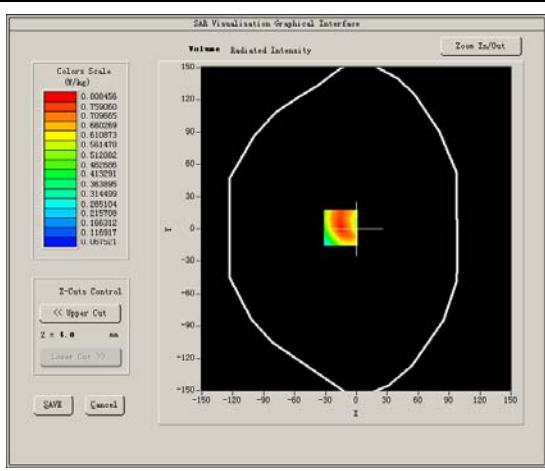 SAR Visualisation Graphical Interface
Volume Radiated Intensity
Zoom In/Out
Colors Scale
(W/kg)
0.808456
0.759060
0.709665
0.660269
0.610873
0.561478
0.512082
0.462686
0.413291
0.363895
0.314499
0.265104
0.215708
0.166312
0.116917
0.067521
Z-Cuts Control
<< Upper Cut
Z = 4.0 mm
Lower Cut >>
SAVE Cancel
150
120
90
60
30
Y 0
-30
-60
-90
-120
-150
-150 -120 -90 -60 -30 0 30 60 90 120 150
X